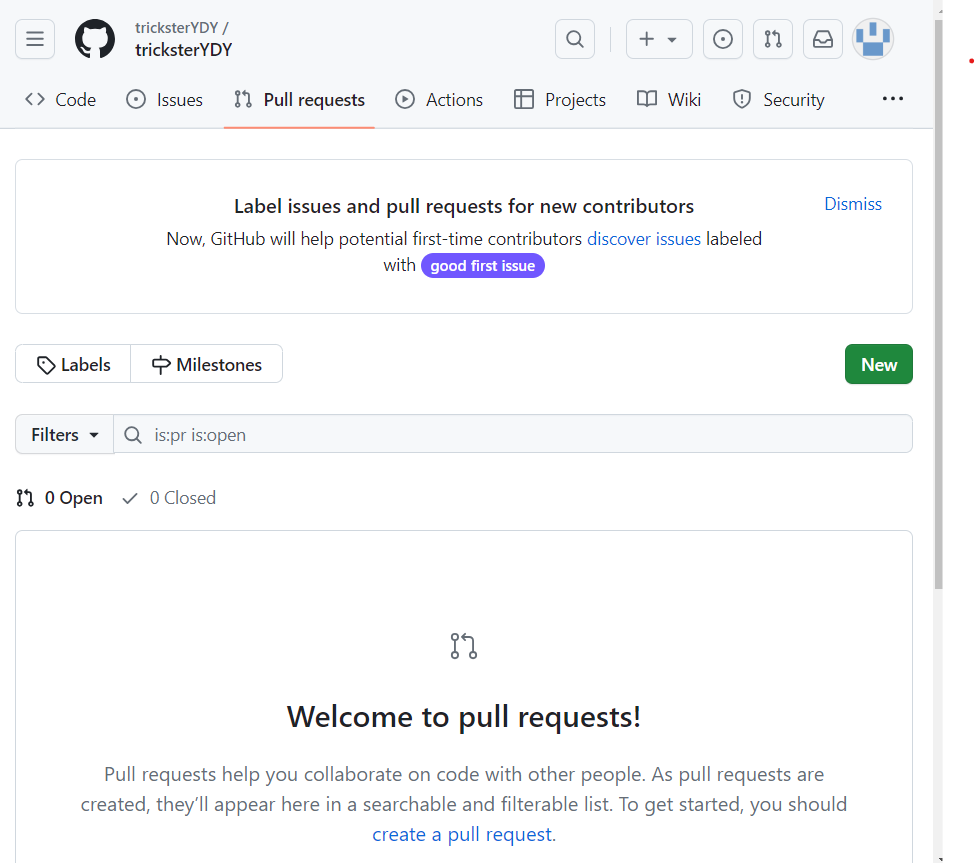 tricksterYDY /
tricksterYDY
Code Issues Pull requests Actions Projects Wiki Security
Label issues and pull requests for new contributors
Dismiss
Now, GitHub will help potential first-time contributors discover issues labeled
with good first issue
Labels Milestones New
Filters is:pr is:open
0 Open 0 Closed
Welcome to pull requests!
Pull requests help you collaborate on code with other people. As pull requests are
created, they’ll appear here in a searchable and filterable list. To get started, you should
create a pull request.